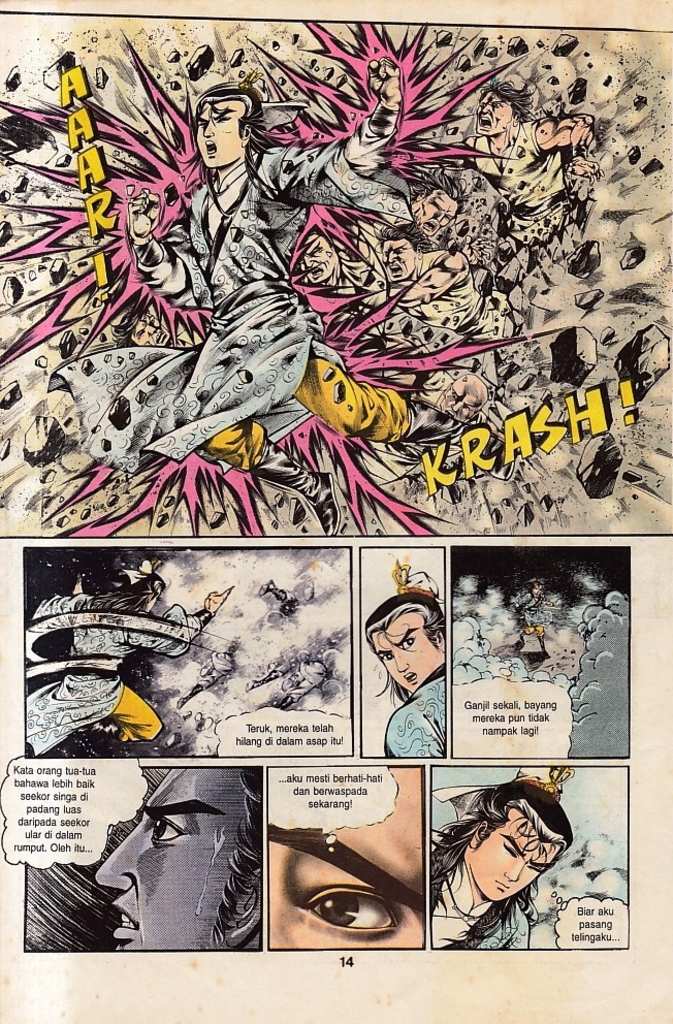 AAAR!
KRASH!
Teruk, mereka telah
hilang di dalam asap itu!
Ganjil sekali, bayang
mereka pun tidak
nampak lagi!
Kata orang tua-tua
bahawa lebih baik
seekor singa di
padang luas
daripada seekor
ular di dalam
rumput. Oleh itu...
...aku mesti berhati-hati
dan berwaspada
sekarang!
Biar aku
pasang
telingaku...
14